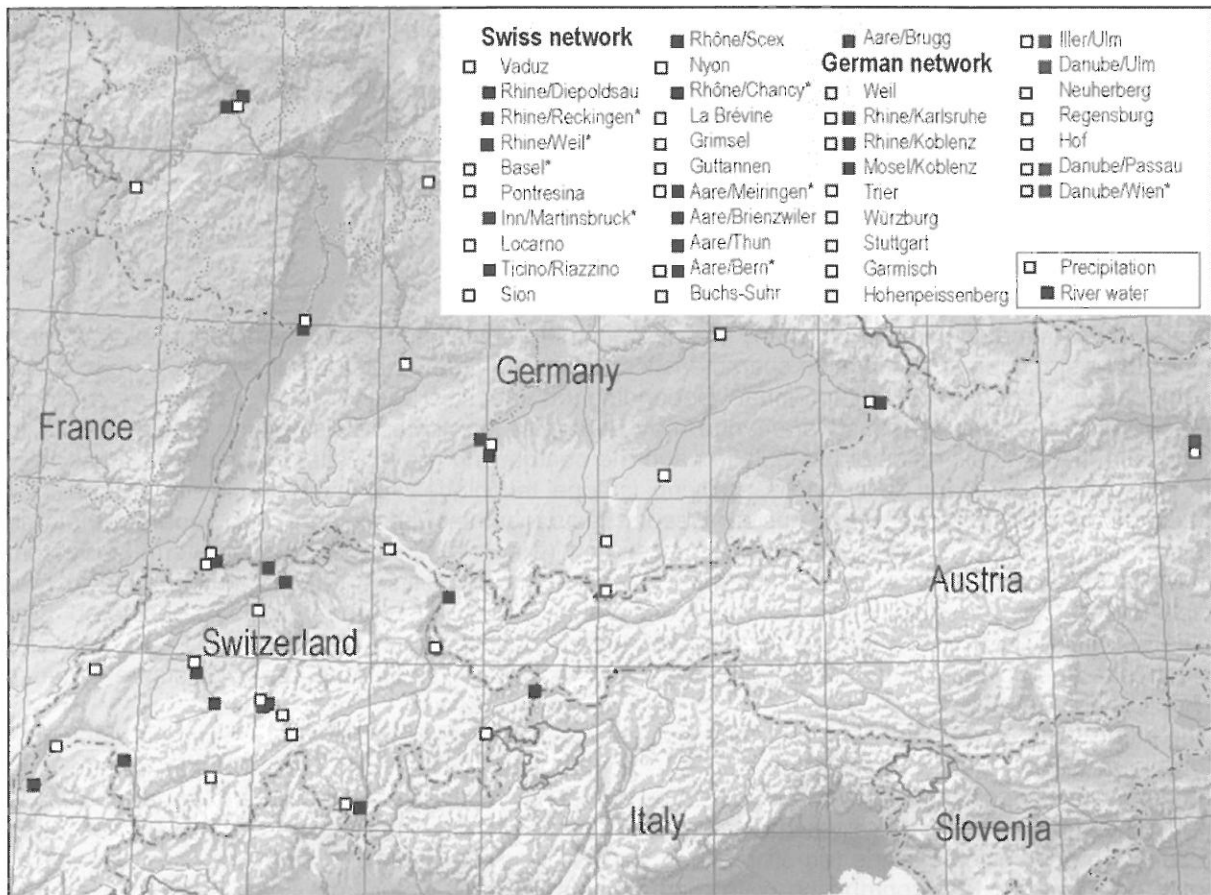 Swiss network
Vaduz
Rhine/Diepoldsau
Rhine/Reckingen*
Rhine/Weil*
Basel*
Pontresina
Inn/Martinsbruck*
Locarno
Ticino/Riazzino
Sion
Rhône/Scex
Nyon
Rhône/Chancy*
La Brévine
Grimsel
Guttannen
Aare/Meiringen*
Aare/Brienzwiler
Aare/Thun
Aare/Bern*
Buchs-Suhr
Aare/Brugg
German network
Weil
Rhine/Karlsruhe
Rhine/Koblenz
Mosel/Koblenz
Trier
Würzburg
Stuttgart
Garmisch
Hohenpeissenberg
Iller/Ulm
Danube/Ulm
Neuherberg
Regensburg
Hof
Danube/Passau
Danube/Wien*
Precipitation
River water
Germany
France
Austria
Switzerland
Italy
Slovenja